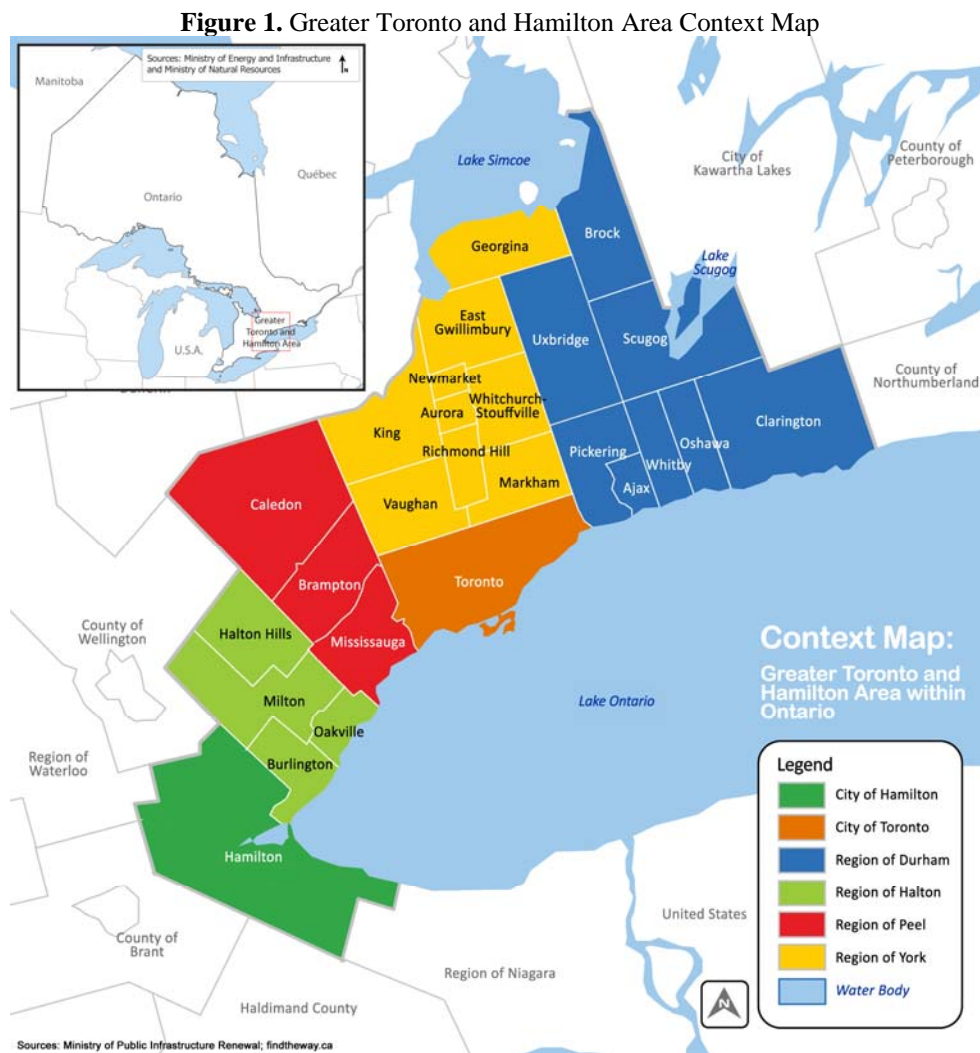 Figure 1. Greater Toronto and Hamilton Area Context Map
Sources: Ministry of Energy and Infrastructure
and Ministry of Natural Resources
N
Manitoba
Ontario
Québec
U.S.A.
Greater
Toronto and
Hamilton Area
Lake Simcoe
City of
Kawartha Lakes
County of
Peterborough
Georgina
Brock
Lake
Scugog
East
Gwillimbury
Uxbridge
Scugog
County of
Northumberland
Newmarket
Whitchurch-
Stouffville
Aurora
King
Richmond Hill
Pickering
Oshawa
Clarington
Whitby
Ajax
Markham
Vaughan
Caledon
Toronto
Brampton
Mississauga
County of
Wellington
Halton Hills
Milton
Oakville
Burlington
Lake Ontario
Context Map:
Greater Toronto and
Hamilton Area within
Ontario
Region of
Waterloo
Hamilton
County of
Brant
Haldimand County
Region of Niagara
United States
Legend
City of Hamilton
City of Toronto
Region of Durham
Region of Halton
Region of Peel
Region of York
Water Body
N
Sources: Ministry of Public Infrastructure Renewal; findtheway.ca